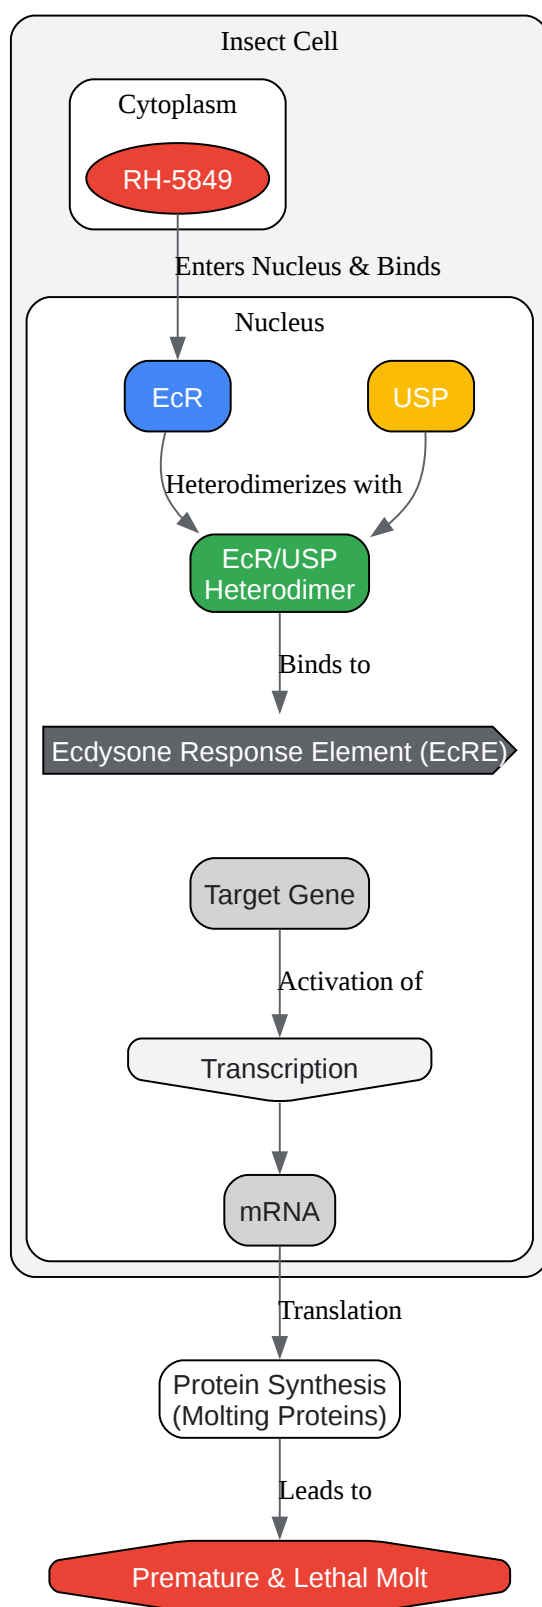 Insect Cell
Cytoplasm
RH-5849
Enters Nucleus & Binds
Nucleus
EcR
USP
Heterodimerizes with
EcR/USP
Heterodimer
Binds to
Ecdysone Response Element (EcRE)
Target Gene
Activation of
Transcription
mRNA
Translation
Protein Synthesis
(Molting Proteins)
Leads to
Premature & Lethal Molt